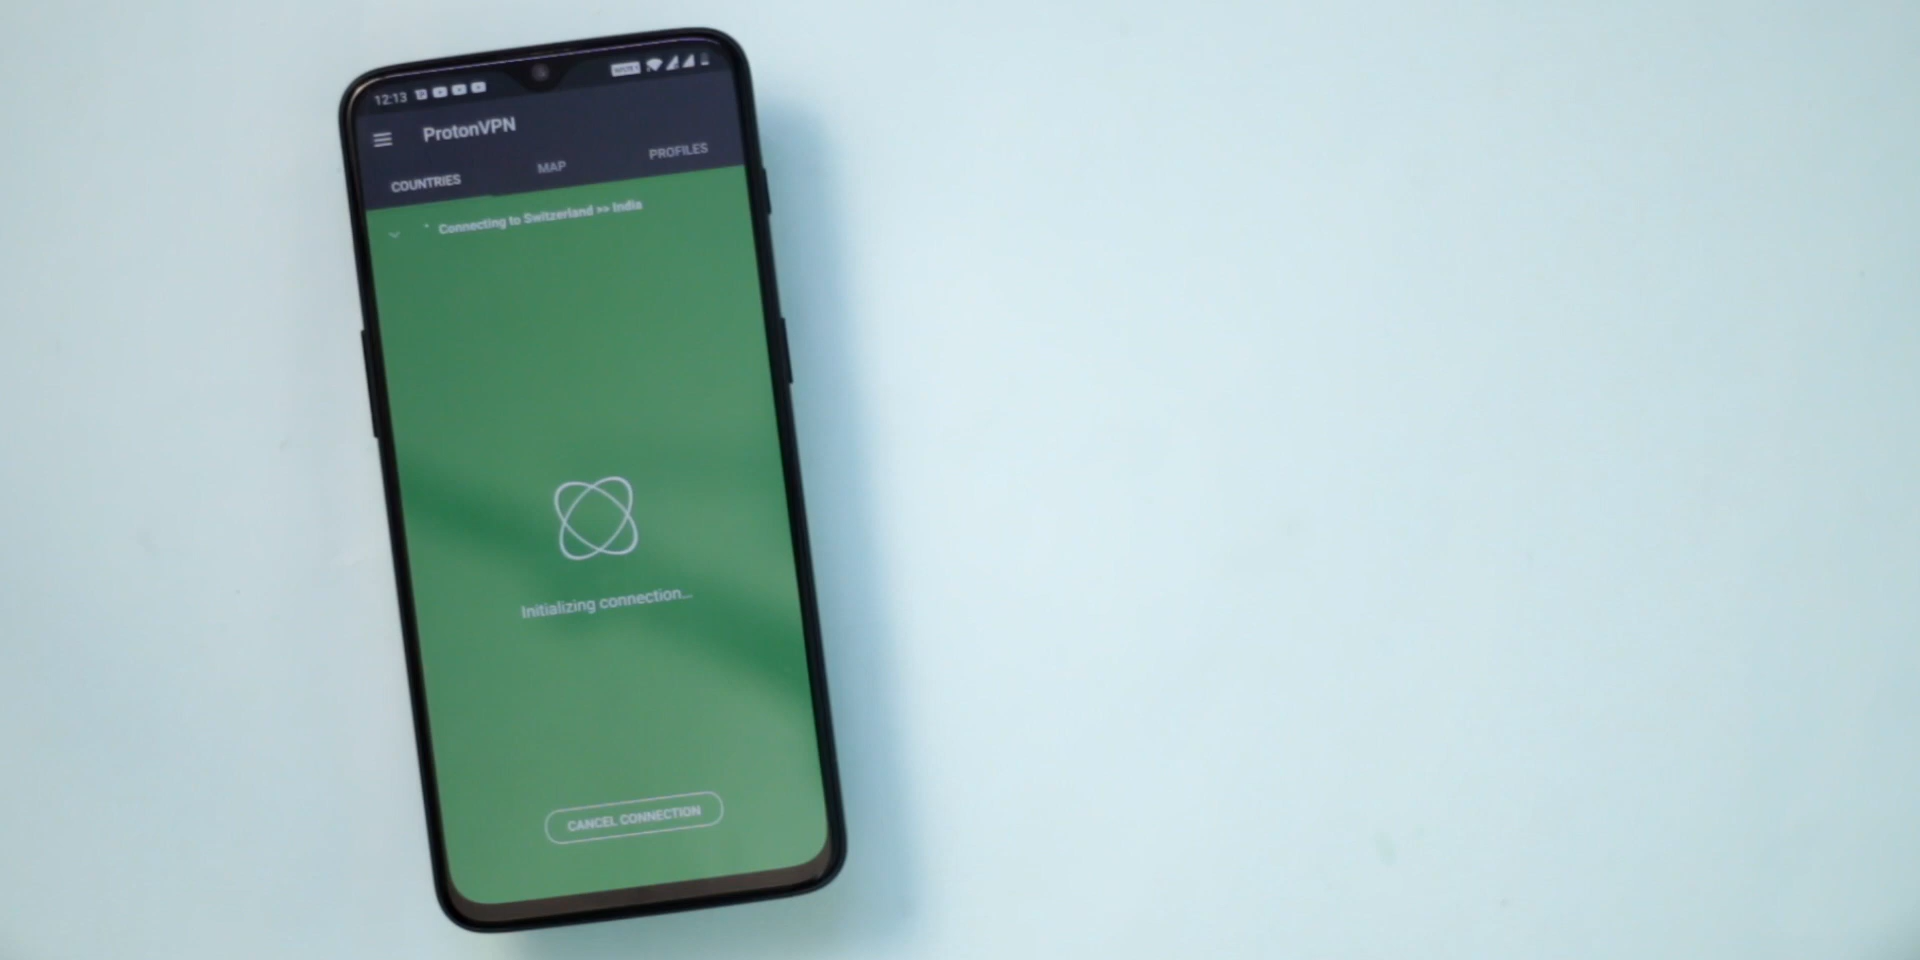 12:13
ProtonVPN
COUNTRIES MAP PROFILES
Connecting to Switzerland >> India
Initializing connection...
CANCEL CONNECTION